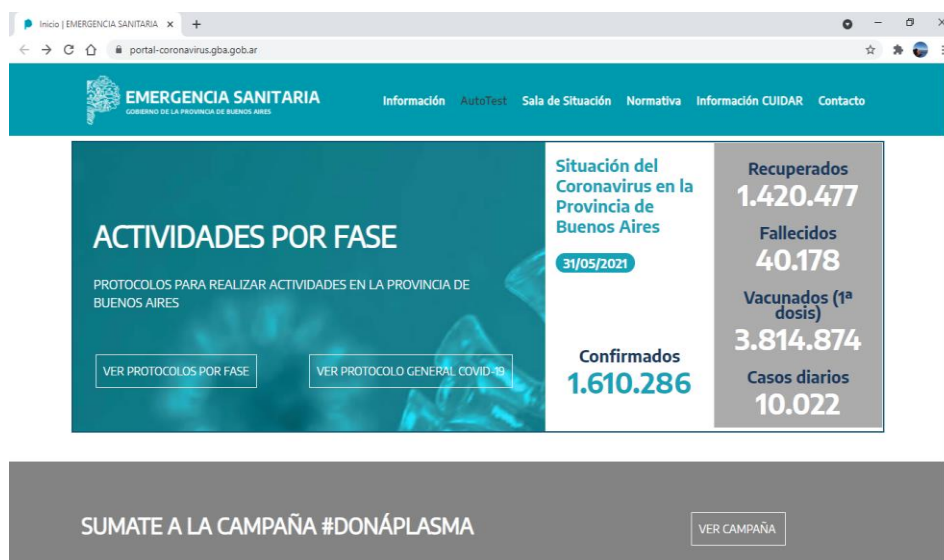 Inicio | EMERGENCIA SANITARIA
portal-coronavirus.gba.gob.ar
EMERGENCIA SANITARIA
GOBIERNO DE LA PROVINCIA DE BUENOS AIRES
Información AutoTest Sala de Situación Normativa Información CUIDAR Contacto
ACTIVIDADES POR FASE
PROTOCOLOS PARA REALIZAR ACTIVIDADES EN LA PROVINCIA DE
BUENOS AIRES
VER PROTOCOLOS POR FASE
VER PROTOCOLO GENERAL COVID-19
Situación del
Coronavirus en la
Provincia de
Buenos Aires
31/05/2021
Confirmados
1.610.286
Recuperados
1.420.477
Fallecidos
40.178
Vacunados (1ª
dosis)
3.814.874
Casos diarios
10.022
SUMATE A LA CAMPAÑA #DONÁPLASMA
VER CAMPAÑA